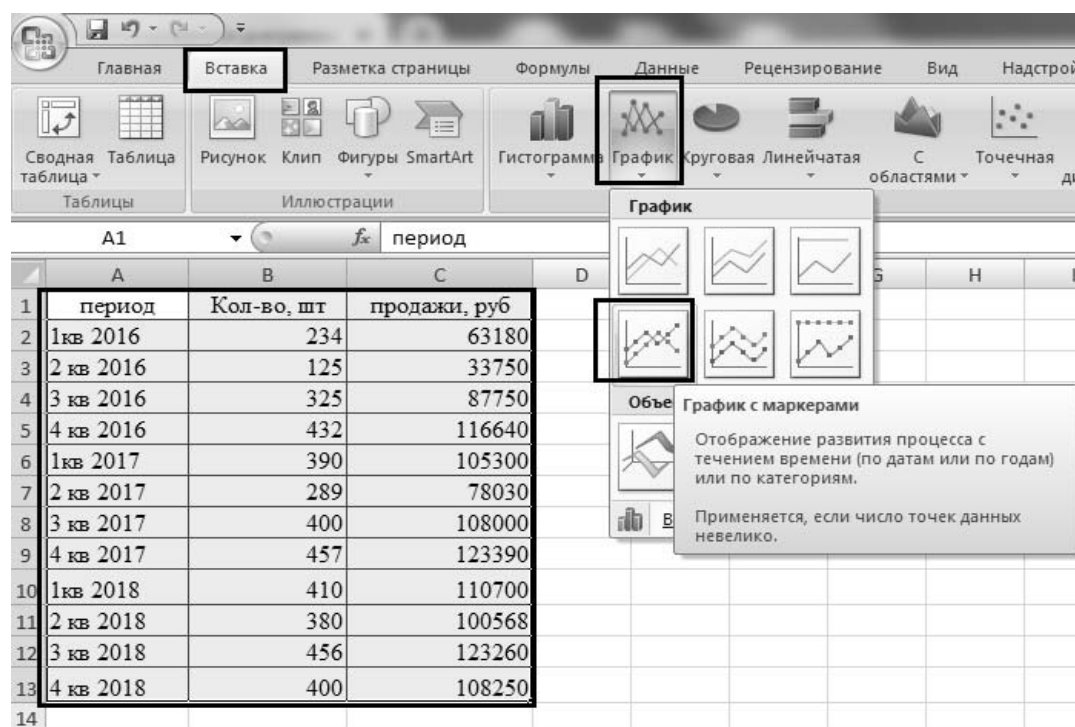 Главная Вставка Разметка страницы Формулы Данные Рецензирование Вид
Сводная таблица Таблица Рисунок Клип Фигуры SmartArt Гистограмма График Круговая Линейчатая С областями Точечная
Таблицы Иллюстрации
График
A1 fx период
A B C D G H
1 период Кол-во, шт продажи, руб
2 1кв 2016 234 63180
3 2 кв 2016 125 33750
4 3 кв 2016 325 87750
5 4 кв 2016 432 116640
6 1кв 2017 390 105300
7 2 кв 2017 289 78030
8 3 кв 2017 400 108000
9 4 кв 2017 457 123390
10 1кв 2018 410 110700
11 2 кв 2018 380 100568
12 3 кв 2018 456 123260
13 4 кв 2018 400 108250
14
График с маркерами
Отображение развития процесса с
течением времени (по датам или по годам)
или по категориям.
Применяется, если число точек данных
невелико.